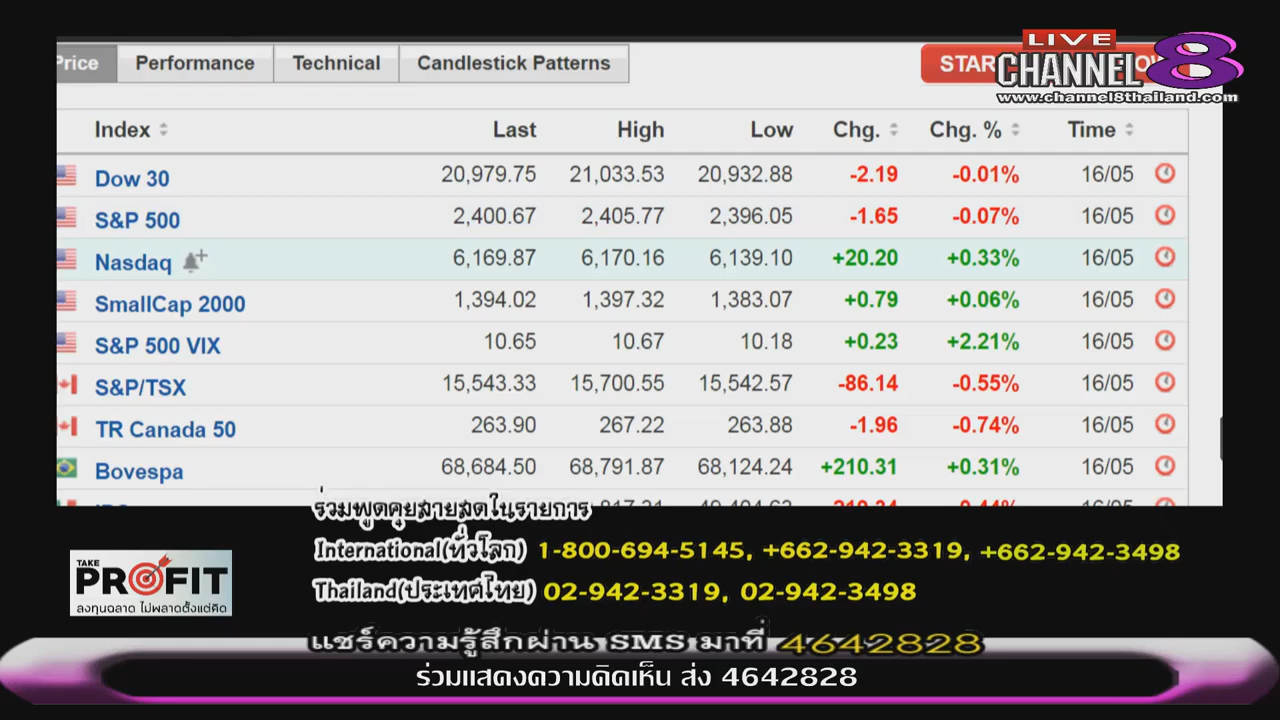 LIVE
CHANNEL 8
www.channel8thailand.com
Price Performance Technical Candlestick Patterns
Index Last High Low Chg. Chg. % Time
Dow 30 20,979.75 21,033.53 20,932.88 -2.19 -0.01% 16/05
S&P 500 2,400.67 2,405.77 2,396.05 -1.65 -0.07% 16/05
Nasdaq 6,169.87 6,170.16 6,139.10 +20.20 +0.33% 16/05
SmallCap 2000 1,394.02 1,397.32 1,383.07 +0.79 +0.06% 16/05
S&P 500 VIX 10.65 10.67 10.18 +0.23 +2.21% 16/05
S&P/TSX 15,543.33 15,700.55 15,542.57 -86.14 -0.55% 16/05
TR Canada 50 263.90 267.22 263.88 -1.96 -0.74% 16/05
Bovespa 68,684.50 68,791.87 68,124.24 +210.31 +0.31% 16/05
ร่วมพูดคุยสายสดในรายการ
International(ทั่วโลก) 1-800-694-5145, +662-942-3319, +662-942-3498
Thailand(ประเทศไทย) 02-942-3319, 02-942-3498
TAKE
PROFIT
ลงทุนฉลาด ไม่พลาดตั้งแต่คิด
แชร์ความรู้สึกผ่าน SMS มาที่ 4642828
ร่วมแสดงความคิดเห็น ส่ง 4642828